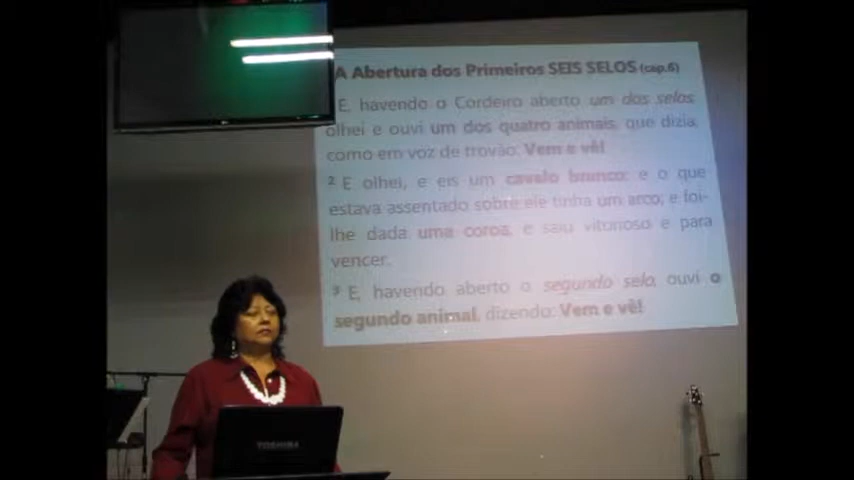 A Abertura dos Primeiros SEIS SELOS (cap.6)
E, havendo o Cordeiro aberto um dos selos
olhei e ouvi um dos quatro animais, que dizia
como em voz de trovão: Vem e vê!
2 E olhei, e eis um cavalo branco: e o que
estava assentado sobre ele tinha um arco; e foi-
lhe dada uma coroa, e saiu vitorioso e para
vencer.
3 E, havendo aberto o segundo selo, ouvi o
segundo animal, dizendo: Vem e vê!
TOSHIBA